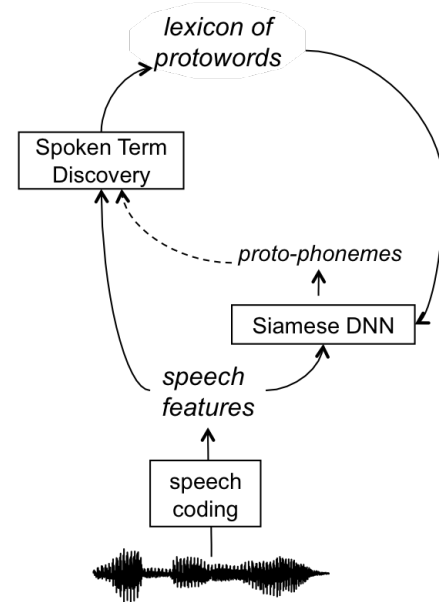 lexicon of
protowords
Spoken Term
Discovery
proto-phonemes
Siamese DNN
speech
features
speech
coding